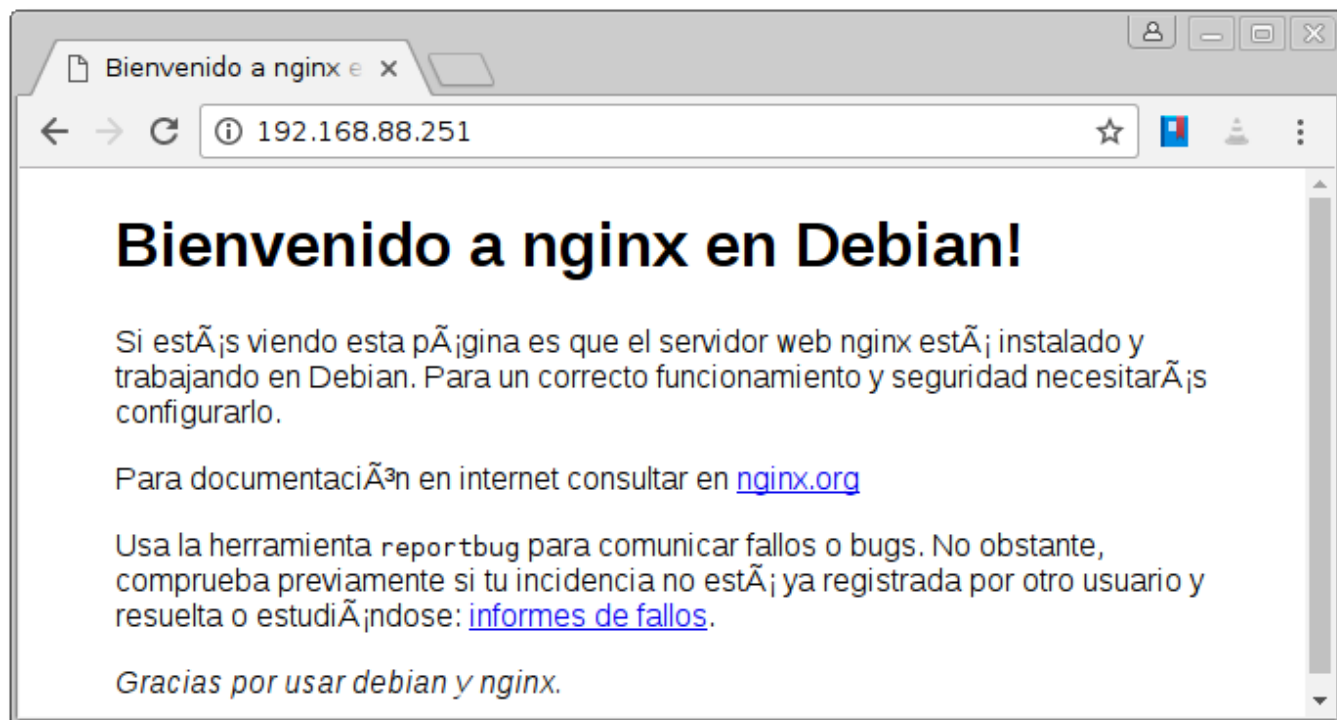 Bienvenido a nginx e
192.168.88.251
Bienvenido a nginx en Debian!
Si estÃ¡s viendo esta pÃ¡gina es que el servidor web nginx estÃ¡ instalado y
trabajando en Debian. Para un correcto funcionamiento y seguridad necesitarÃ¡s
configurarlo.
Para documentaciÃ³n en internet consultar en nginx.org
Usa la herramienta reportbug para comunicar fallos o bugs. No obstante,
comprueba previamente si tu incidencia no estÃ¡ ya registrada por otro usuario y
resuelta o estudiÃ¡ndose: informes de fallos.
Gracias por usar debian y nginx.